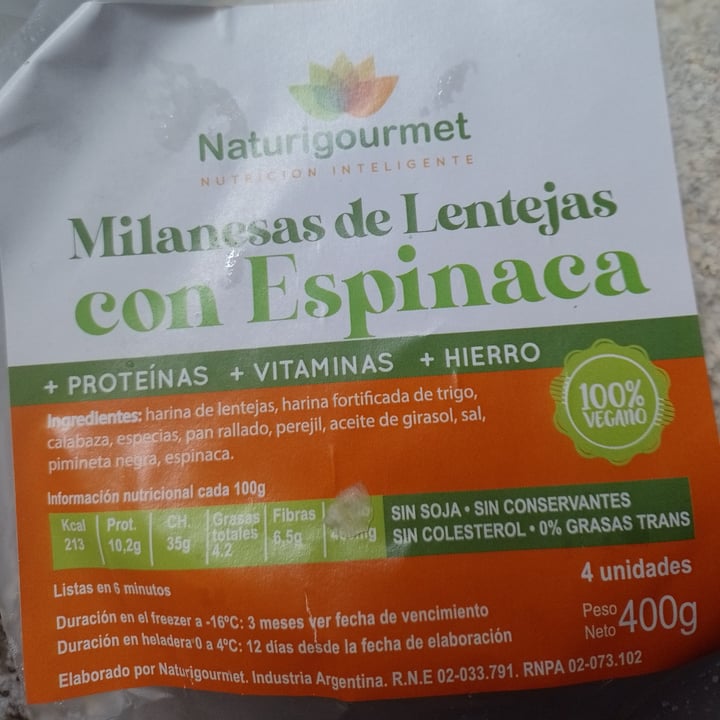 Naturigourmet
NUTRICION INTELIGENTE
Milanesas de Lentejas
con Espinaca
+ PROTEÍNAS + VITAMINAS + HIERRO
100%
VEGANO
Ingredientes: harina de lentejas, harina fortificada de trigo,
calabaza, especias, pan rallado, perejil, aceite de girasol, sal,
pimineta negra, espinaca.
Información nutricional cada 100g
Kcal Prot. CH. Grasas totales Fibras
213 10,2g 35g 4.2 6,5g
SIN SOJA • SIN CONSERVANTES
SIN COLESTEROL • 0% GRASAS TRANS
4 unidades
Listas en 6 minutos
Peso
Neto 400g
Duración en el freezer a -16ºC: 3 meses ver fecha de vencimiento
Duración en heladera 0 a 4ºC: 12 días desde la fecha de elaboración
Elaborado por Naturigourmet. Industria Argentina. R.N.E 02-033.791. RNPA 02-073.102